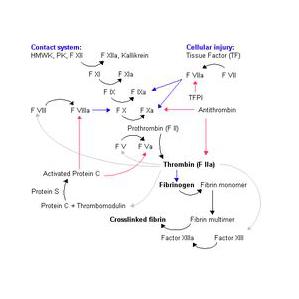 Contact system:
HMWK, PK, F XII
F XIIa, Kallikrein
Cellular injury:
Tissue Factor (TF)
F XI
F XIa
F VIIa
F VII
F IX
F IXa
TFPI
F VIII
F VIIIa
F X
F Xa
Antithrombin
Prothrombin (F II)
F V
F Va
Thrombin (F IIa)
Activated Protein C
Fibrinogen
Fibrin monomer
Protein S
Protein C + Thrombomodulin
Crosslinked fibrin
Fibrin multimer
Factor XIIIa
Factor XIII